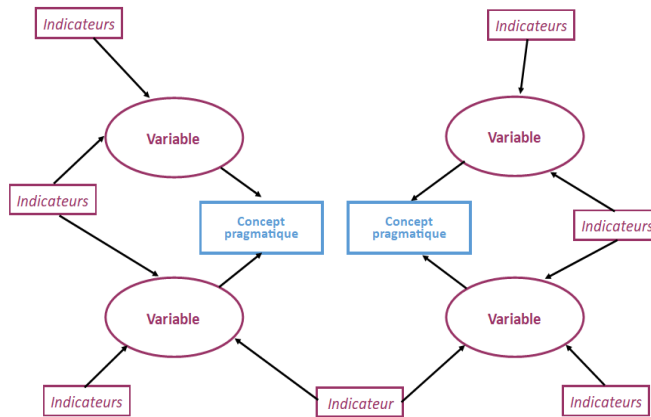 Indicateurs
Indicateurs
Variable
Variable
Indicateurs
Indicateurs
Concept
pragmatique
Concept
pragmatique
Variable
Variable
Indicateurs
Indicateur
Indicateurs